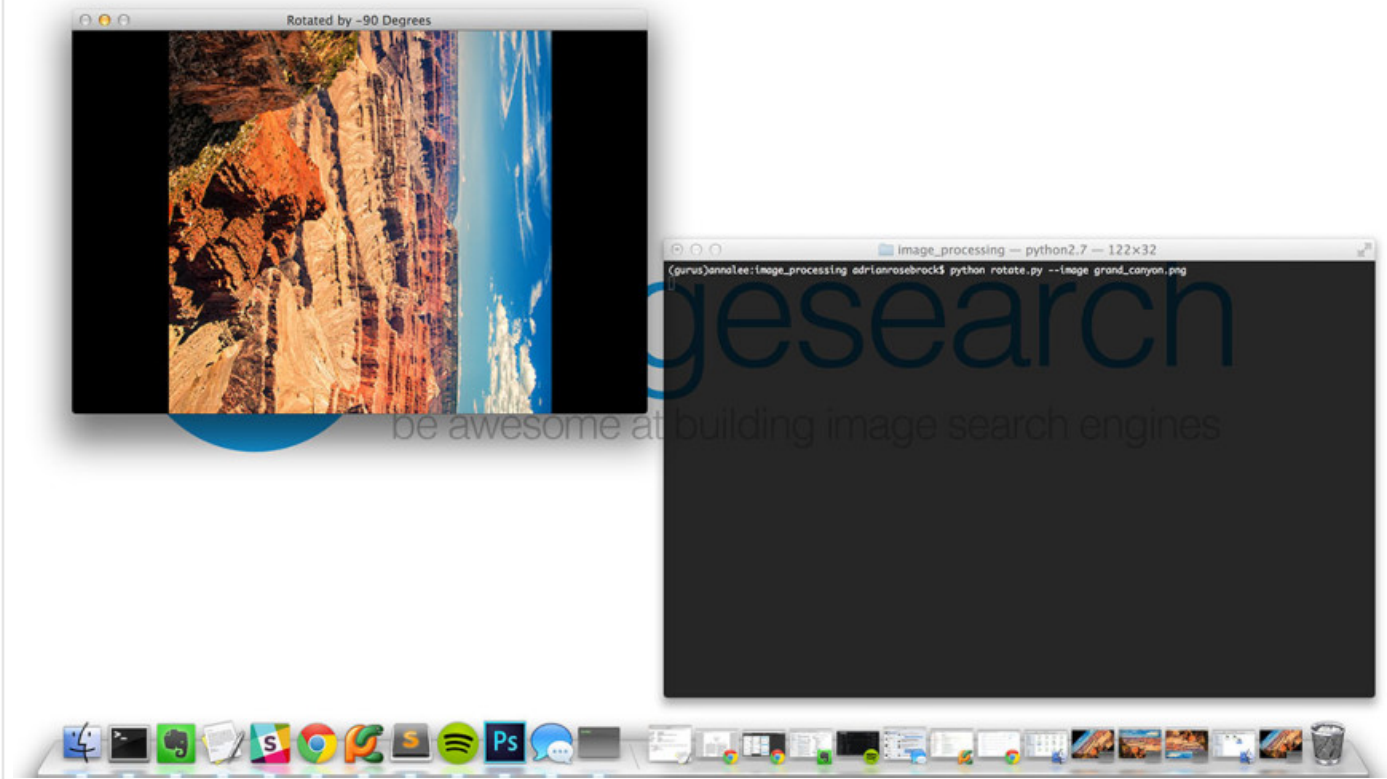 Rotated by -90 Degrees
image_processing — python2.7 — 122×32
(gurus)annalee:image_processing adrianrosebrock$ python rotate.py --image grand_canyon.png
gesearch
be awesome at building image search engines
>_
S
S
Ps